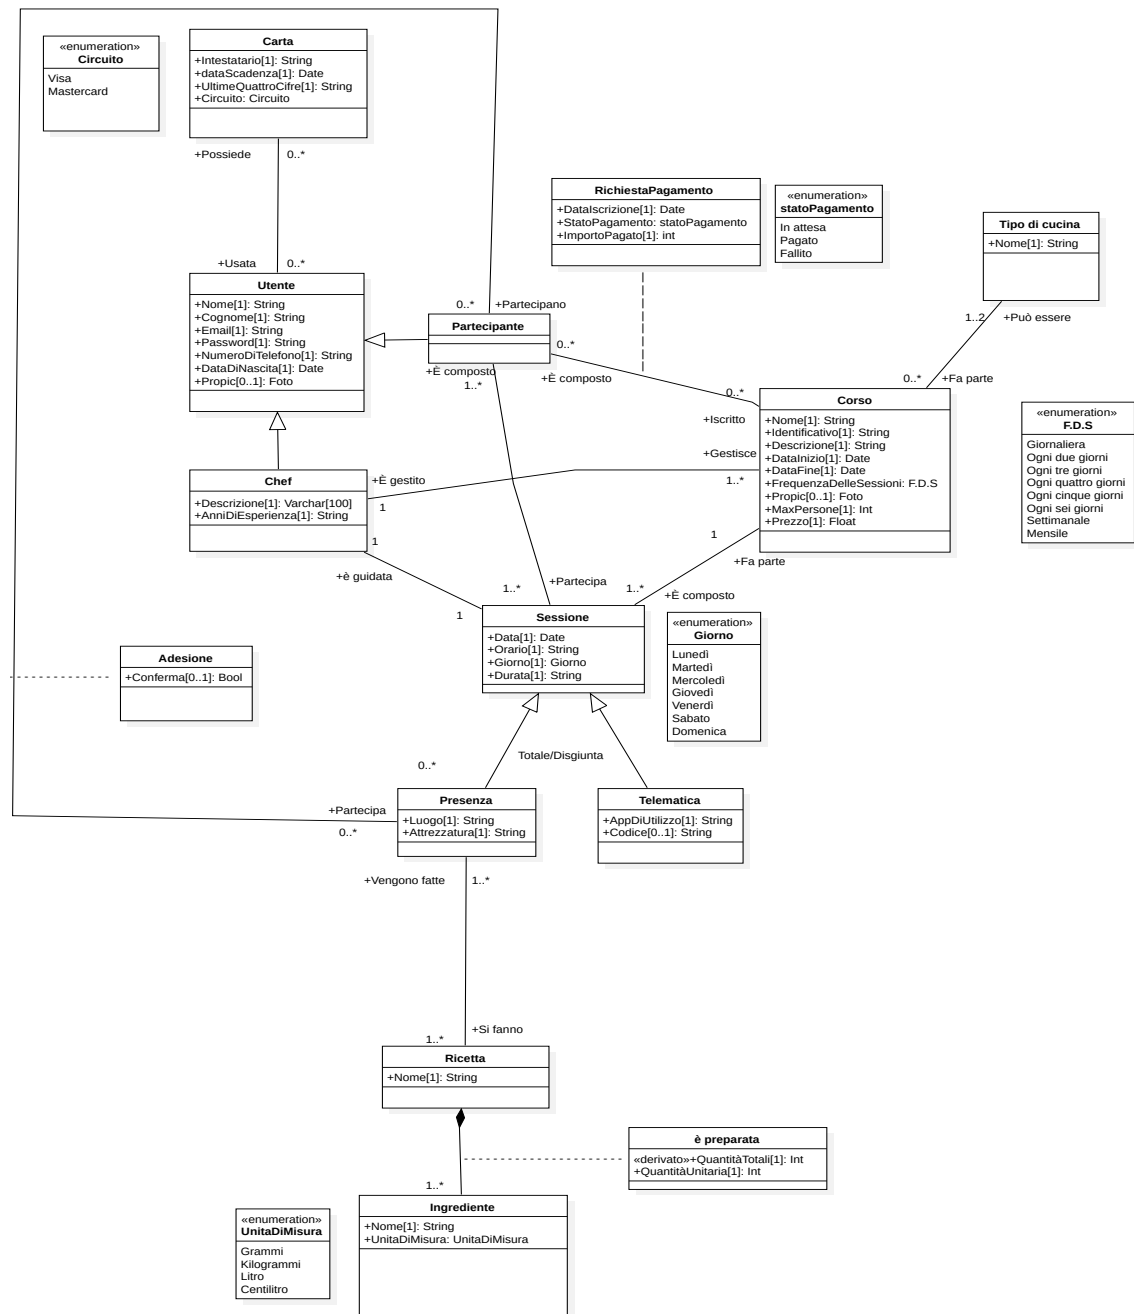 «enumeration»
Circuito
Visa
Mastercard
Carta
+Intestatario[1]: String
+dataScadenza[1]: Date
+UltimeQuattroCifre[1]: String
+Circuito: Circuito
+Possiede
0..*
+Usata
0..*
Utente
+Nome[1]: String
+Cognome[1]: String
+Email[1]: String
+Password[1]: String
+NumeroDiTelefono[1]: String
+DataDiNascita[1]: Date
+Propic[0..1]: Foto
RichiestaPagamento
+DataIscrizione[1]: Date
+StatoPagamento: statoPagamento
+ImportoPagato[1]: int
«enumeration»
statoPagamento
In attesa
Pagato
Fallito
Tipo di cucina
+Nome[1]: String
1..2
+Può essere
0..*
+Fa parte
0..*
+Partecipano
Partecipante
0..*
+È composto
1..*
+È composto
0..*
+Iscritto
Corso
+Nome[1]: String
+Identificativo[1]: String
+Descrizione[1]: String
+DataInizio[1]: Date
+DataFine[1]: Date
+FrequenzaDelleSessioni: F.D.S
+Propic[0..1]: Foto
+MaxPersone[1]: Int
+Prezzo[1]: Float
«enumeration»
F.D.S
Giornaliera
Ogni due giorni
Ogni tre giorni
Ogni quattro giorni
Ogni cinque giorni
Ogni sei giorni
Settimanale
Mensile
Chef
+Descrizione[1]: Varchar[100]
+AnniDiEsperienza[1]: String
+È gestito
1
+Gestisce
1..*
1
+è guidata
1
1..*
+Partecipa
1
+Fa parte
1..*
+È composto
Sessione
+Data[1]: Date
+Orario[1]: String
+Giorno[1]: Giorno
+Durata[1]: String
«enumeration»
Giorno
Lunedì
Martedì
Mercoledì
Giovedì
Venerdì
Sabato
Domenica
Adesione
+Conferma[0..1]: Bool
Totale/Disgiunta
0..*
+Partecipa
0..*
Presenza
+Luogo[1]: String
+Attrezzatura[1]: String
Telematica
+AppDiUtilizzo[1]: String
+Codice[0..1]: String
+Vengono fatte
1..*
+Si fanno
1..*
Ricetta
+Nome[1]: String
è preparata
«derivato»+QuantitàTotali[1]: Int
+QuantitàUnitaria[1]: Int
1..*
Ingrediente
+Nome[1]: String
+UnitaDiMisura: UnitaDiMisura
«enumeration»
UnitaDiMisura
Grammi
Kilogrammi
Litro
Centilitro